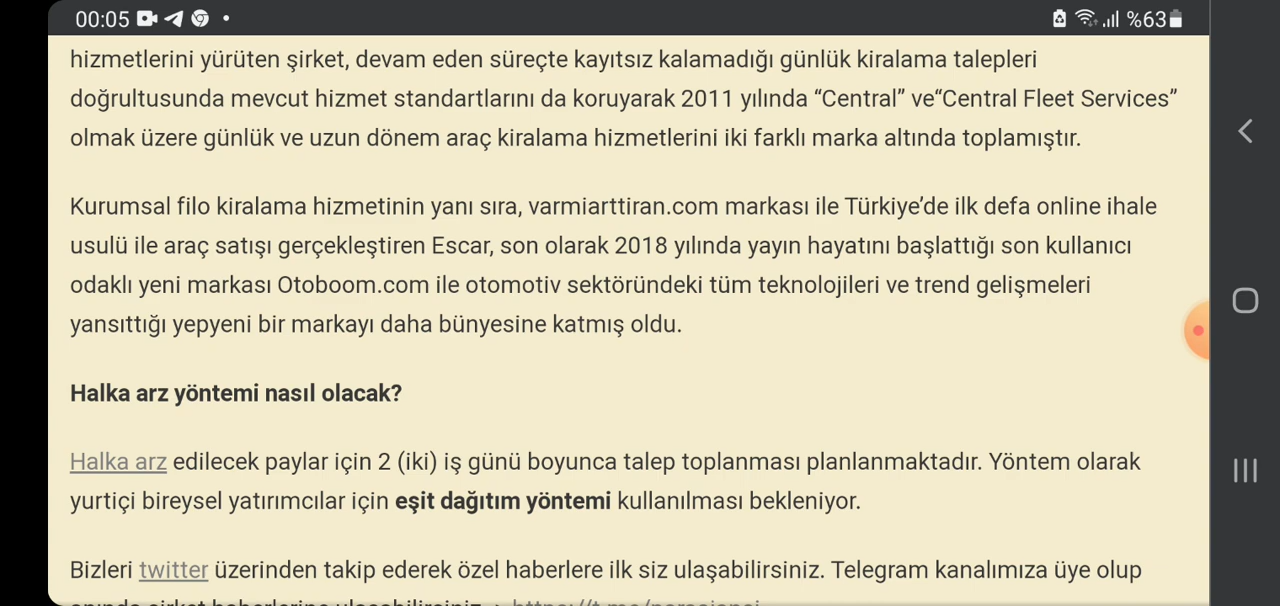 00:05
%63
hizmetlerini yürüten şirket, devam eden süreçte kayıtsız kalamadığı günlük kiralama talepleri
doğrultusunda mevcut hizmet standartlarını da koruyarak 2011 yılında “Central” ve“Central Fleet Services”
olmak üzere günlük ve uzun dönem araç kiralama hizmetlerini iki farklı marka altında toplamıştır.
Kurumsal filo kiralama hizmetinin yanı sıra, varmiarttiran.com markası ile Türkiye’de ilk defa online ihale
usulü ile araç satışı gerçekleştiren Escar, son olarak 2018 yılında yayın hayatını başlattığı son kullanıcı
odaklı yeni markası Otoboom.com ile otomotiv sektöründeki tüm teknolojileri ve trend gelişmeleri
yansıttığı yepyeni bir markayı daha bünyesine katmış oldu.
Halka arz yöntemi nasıl olacak?
Halka arz edilecek paylar için 2 (iki) iş günü boyunca talep toplanması planlanmaktadır. Yöntem olarak
yurtiçi bireysel yatırımcılar için eşit dağıtım yöntemi kullanılması bekleniyor.
Bizleri twitter üzerinden takip ederek özel haberlere ilk siz ulaşabilirsiniz. Telegram kanalımıza üye olup